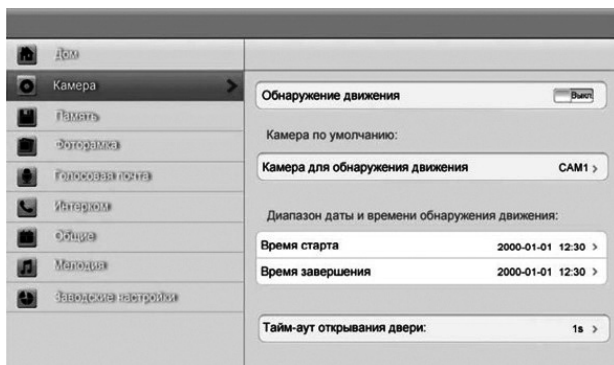 Дом
Камера
Память
Фоторамка
Голосовая почта
Интерком
Общие
Мелодия
Заводские настройки
Обнаружение движения
Выкл
Камера по умолчанию:
Камера для обнаружения движения CAM1 >
Диапазон даты и времени обнаружения движения:
Время старта 2000-01-01 12:30 >
Время завершения 2000-01-01 12:30 >
Тайм-аут открывания двери: 1s >